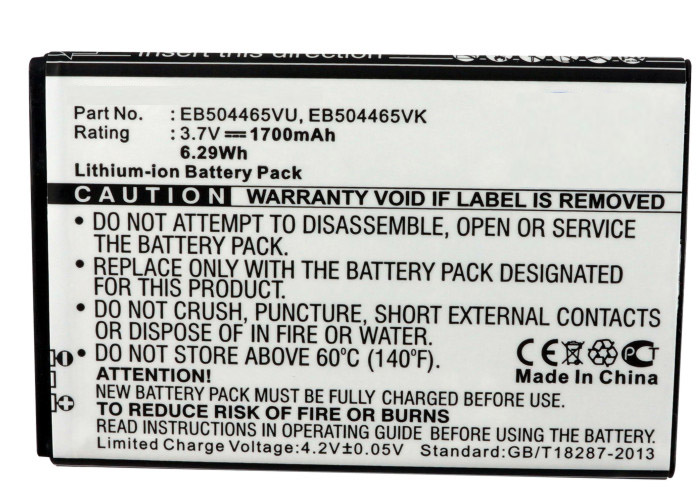 Insert this direction
Part No. : EB504465VU, EB504465VK
Rating : 3.7V 1700mAh
6.29Wh
Lithium-ion Battery Pack
CAUTION WARRANTY VOID IF LABEL IS REMOVED
• DO NOT ATTEMPT TO DISASSEMBLE, OPEN OR SERVICE
THE BATTERY PACK.
• REPLACE ONLY WITH THE BATTERY PACK DESIGNATED
FOR THIS PRODUCT.
• DO NOT CRUSH, PUNCTURE, SHORT EXTERNAL CONTACTS
OR DISPOSE OF IN FIRE OR WATER.
• DO NOT STORE ABOVE 60°C (140°F).
CE PCT
Made In China
ATTENTION!
NEW BATTERY PACK MUST BE FULLY CHARGED BEFORE USE.
TO REDUCE RISK OF FIRE OR BURNS
READ INSTRUCTIONS IN OPERATING GUIDE BEFORE USING THE BATTERY.
Limited Charge Voltage:4.2V±0.05V Standard:GB/T18287-2013